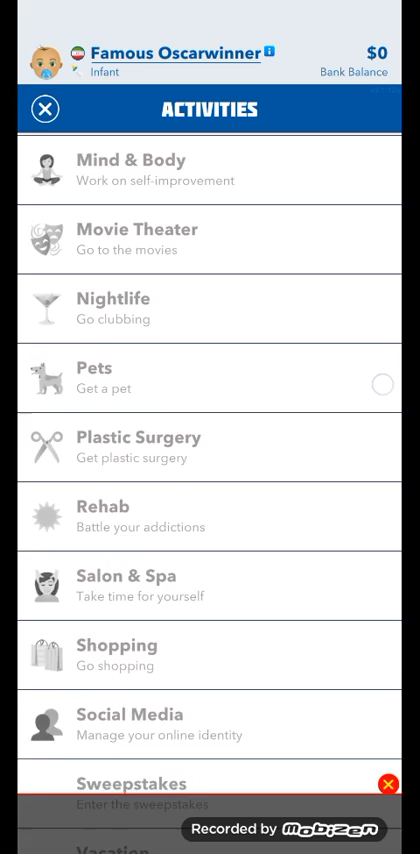 Famous Oscarwinner
$0
Infant
Bank Balance
ACTIVITIES
Mind & Body
Work on self-improvement
Movie Theater
Go to the movies
Nightlife
Go clubbing
Pets
Get a pet
Plastic Surgery
Get plastic surgery
Rehab
Battle your addictions
Salon & Spa
Take time for yourself
Shopping
Go shopping
Social Media
Manage your online identity
Sweepstakes
Enter the sweepstakes
Recorded by mobizen
Vacation